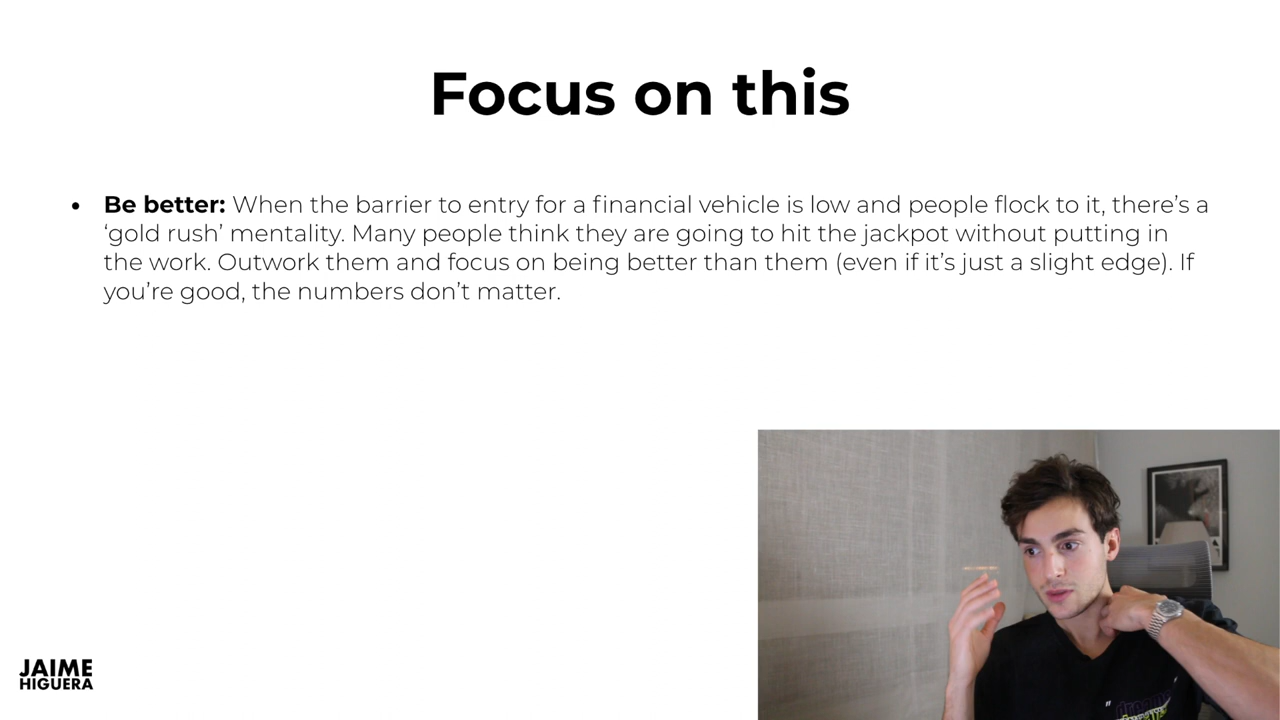 Focus on this
• Be better: When the barrier to entry for a financial vehicle is low and people flock to it, there’s a
‘gold rush’ mentality. Many people think they are going to hit the jackpot without putting in
the work. Outwork them and focus on being better than them (even if it’s just a slight edge). If
you’re good, the numbers don’t matter.
JAIME
HIGUERA